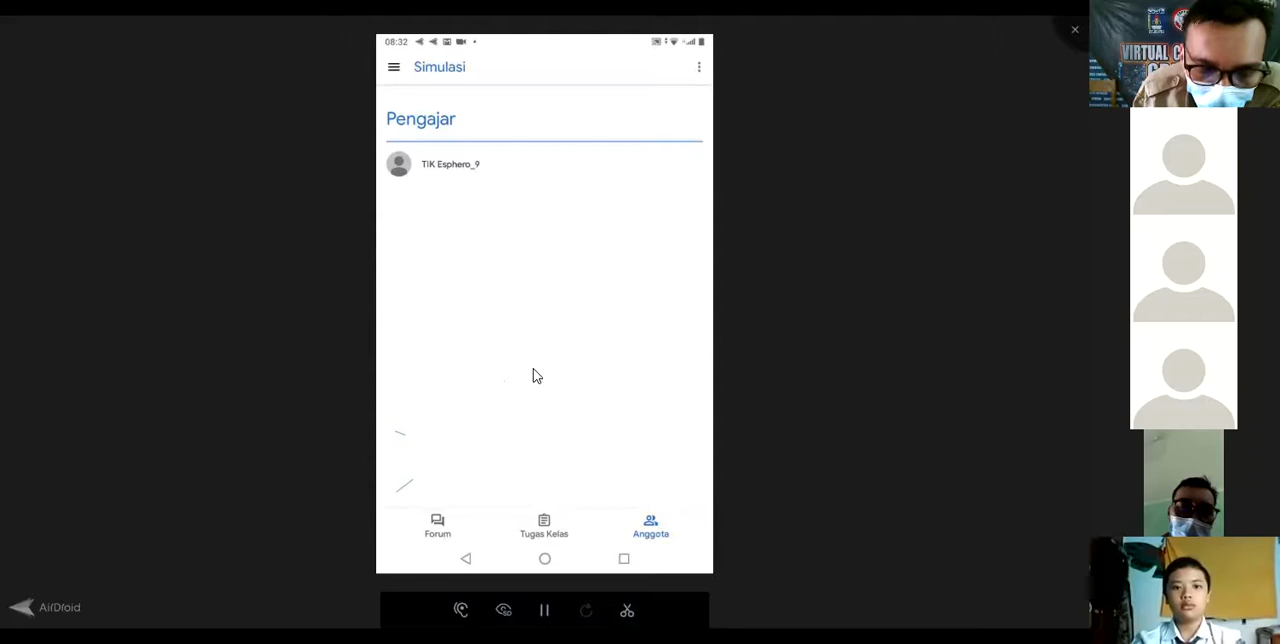 08:32
Simulasi
Pengajar
TIK Esphero_9
Forum
Tugas Kelas
Anggota
AirDroid
VIRTUAL C